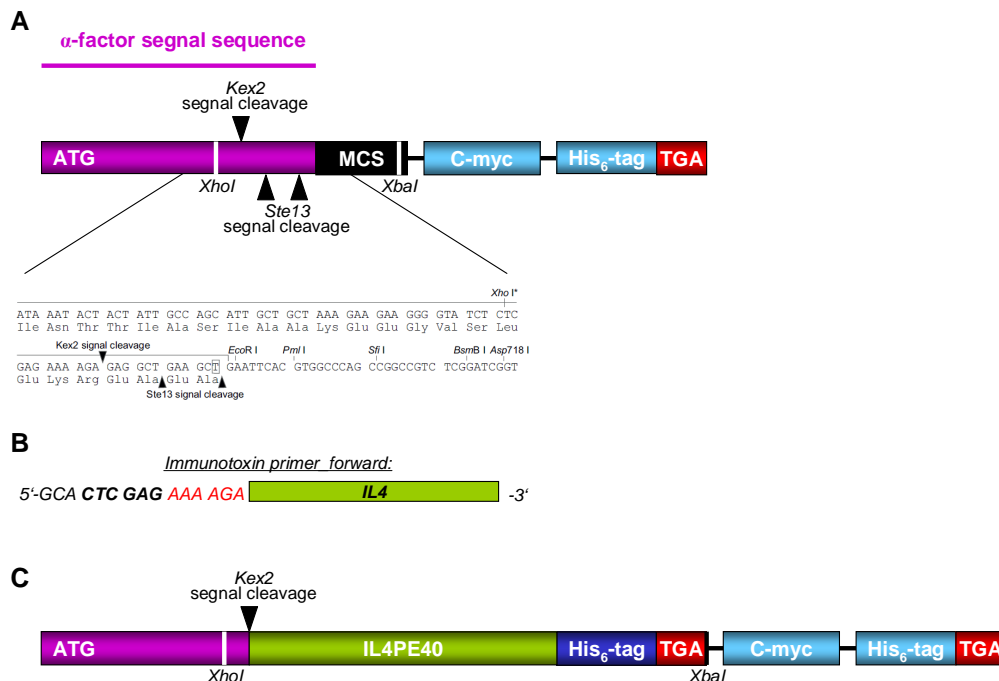 A
α-factor segnal sequence
Kex2
segnal cleavage
ATG MCS C-myc His6-tag TGA
XhoI XbaI
Ste13
segnal cleavage
Xho I*
ATA AAT ACT ACT ATT GCC AGC ATT GCT GCT AAA GAA GAA GGG GTA TCT CTC
Ile Asn Thr Thr Ile Ala Ser Ile Ala Ala Lys Glu Glu Gly Val Ser Leu
Kex2 signal cleavage EcoR I Pml I Sfi I BsmB I Asp718 I
GAG AAA AGA GAG GCT GAA GCT GAATTCAC GTGGCCCAG CCGGCCGTC TCGGATCGGT
Glu Lys Arg Glu Ala Glu Ala
Ste13 signal cleavage
B
Immunotoxin primer_forward:
5'-GCA CTC GAG AAA AGA IL4 -3'
C
Kex2
segnal cleavage
ATG IL4PE40 His6-tag TGA C-myc His6-tag TGA
XhoI XbaI